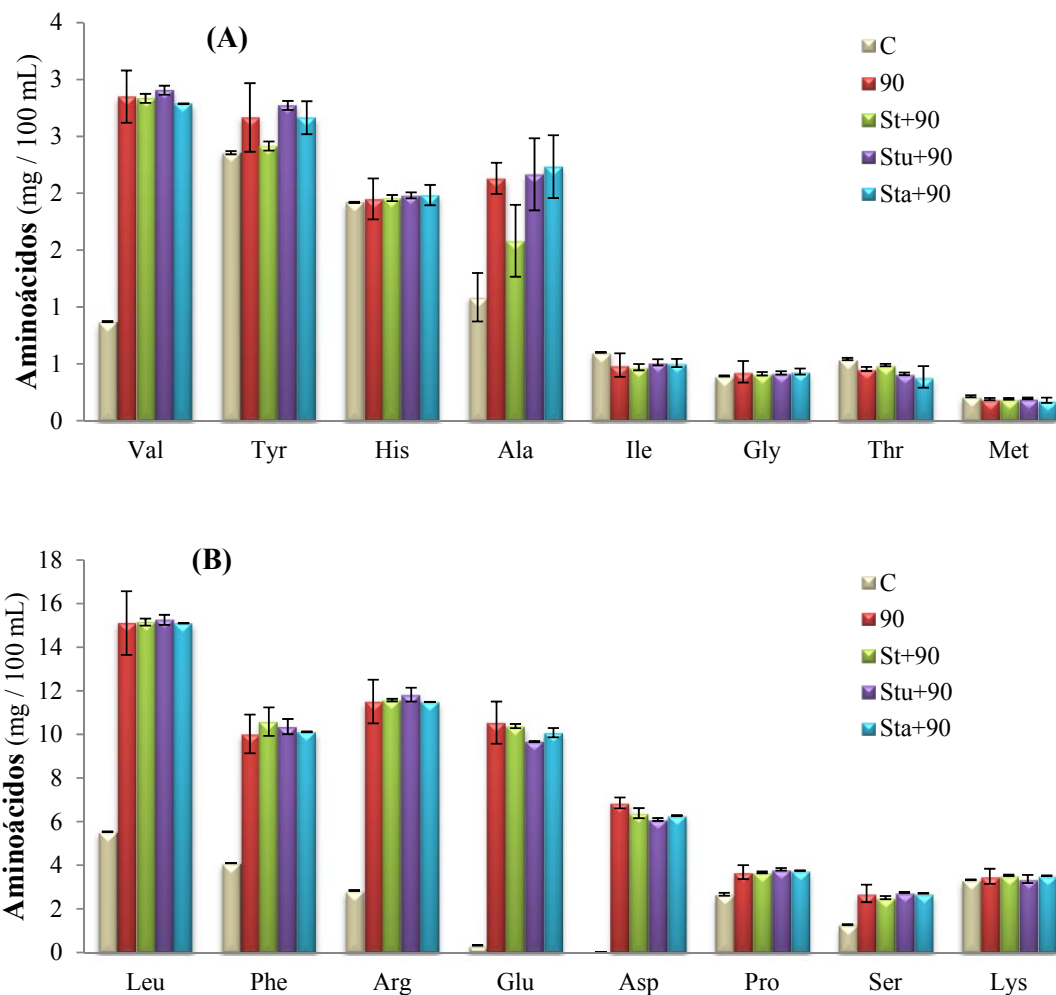 (A)
Aminoácidos (mg / 100 mL)
4
3
3
2
2
1
1
0
C
90
St+90
Stu+90
Sta+90
Val Tyr His Ala Ile Gly Thr Met
(B)
Aminoácidos (mg / 100 mL)
18
16
14
12
10
8
6
4
2
0
C
90
St+90
Stu+90
Sta+90
Leu Phe Arg Glu Asp Pro Ser Lys